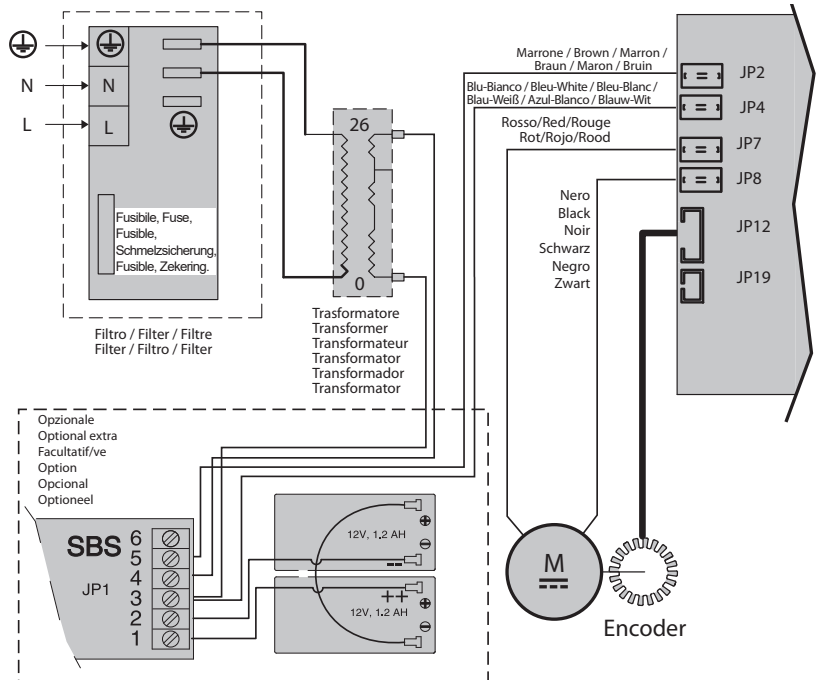 N
L
N
L
Fusibile, Fuse,
Fusible,
Schmelzsicherung,
Fusible, Zekering.
Filtro / Filter / Filtre
Filter / Filtro / Filter
26
0
Trasformatore
Transformer
Transformateur
Transformator
Transformador
Transformator
Marrone / Brown / Marron /
Braun / Maron / Bruin
Blu-Bianco / Bleu-White / Bleu-Blanc /
Blau-Weiß / Azul-Blanco / Blauw-Wit
Rosso/Red/Rouge
Rot/Rojo/Rood
Nero
Black
Noir
Schwarz
Negro
Zwart
JP2
JP4
JP7
JP8
JP12
JP19
Opzionale
Optional extra
Facultatif/ve
Option
Opcional
Optioneel
SBS
JP1
6
5
4
3
2
1
12V, 1.2 AH
++
12V, 1.2 AH
M
Encoder